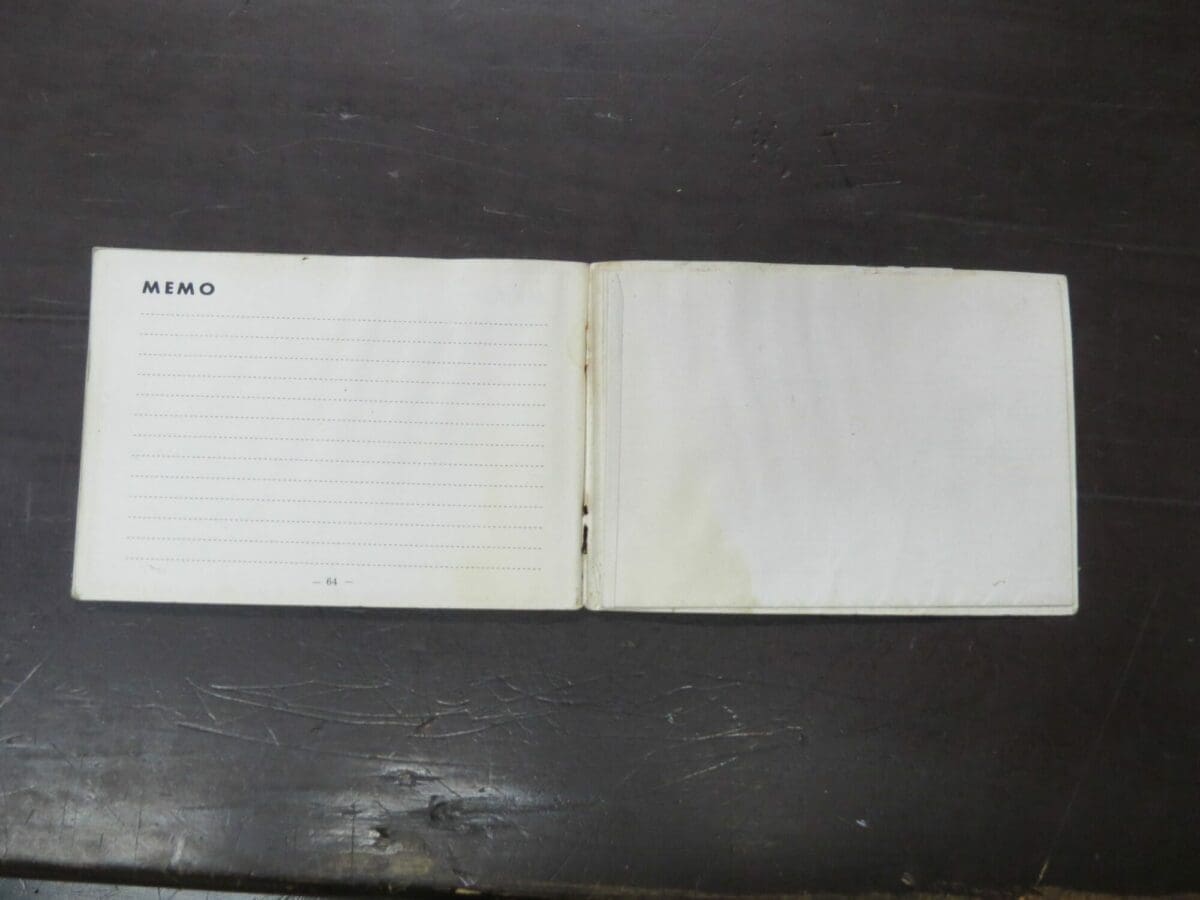 MEMO
— 64 —